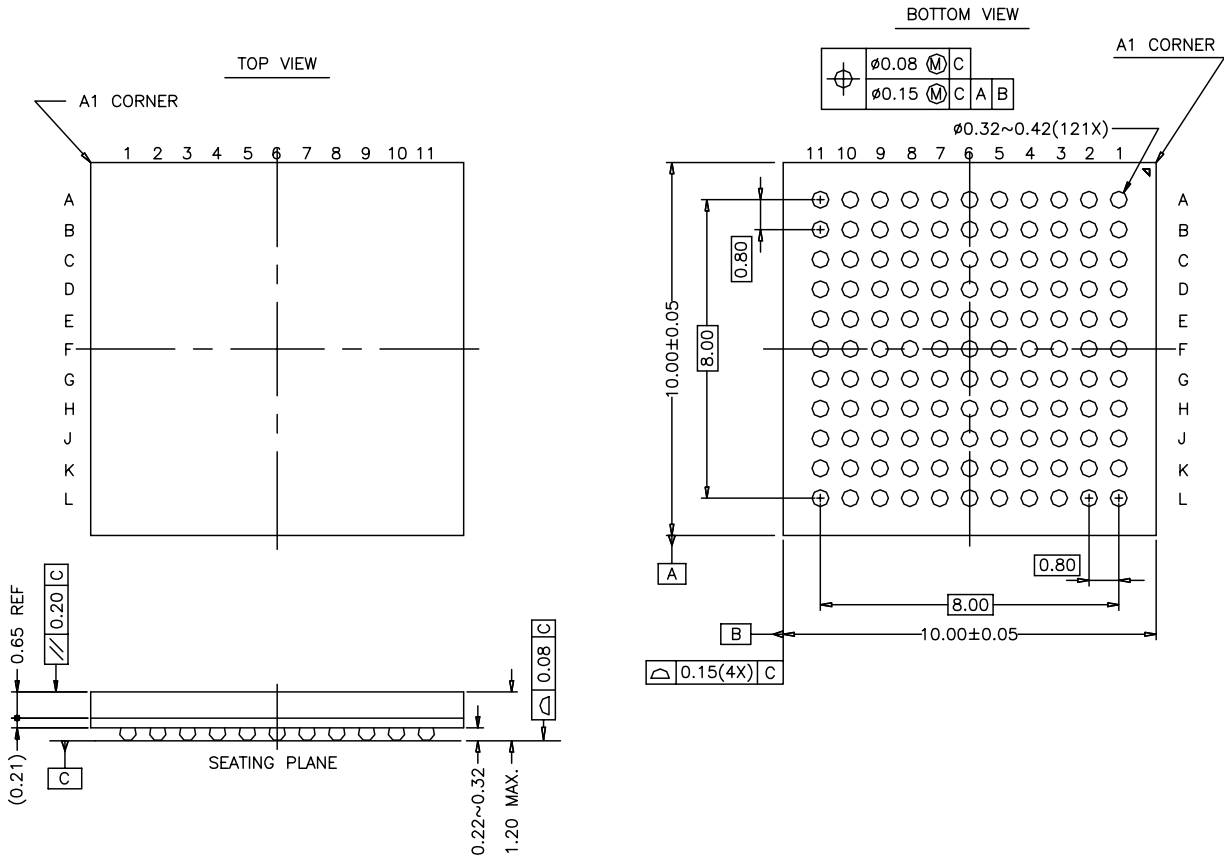 BOTTOM VIEW
A1 CORNER
ø0.08 Ⓜ C
ø0.15 Ⓜ C A B
ø0.32~0.42(121X)
TOP VIEW
A1 CORNER
1 2 3 4 5 6 7 8 9 10 11
A
B
C
D
E
F
G
H
J
K
L
11 10 9 8 7 6 5 4 3 2 1
A
B
C
D
E
F
G
H
J
K
L
0.80
8.00
10.00±0.05
A
0.80
8.00
B
10.00±0.05
0.15(4X) C
0.65 REF
(0.21)
// 0.20 C
0.08 C
C
SEATING PLANE
0.22~0.32
1.20 MAX.